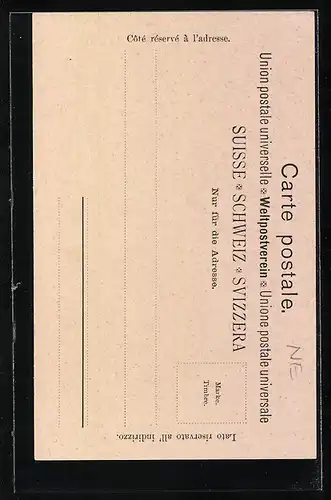 Carte postale.
Union postale universelle * Weltpostverein * Unione postale universale
SUISSE * SCHWEIZ * SVIZZERA
Nur für die Adresse.
Côté réservé à l'adresse.
Lato riservato all' indirizzo.
Marke.
Timbre.
NE